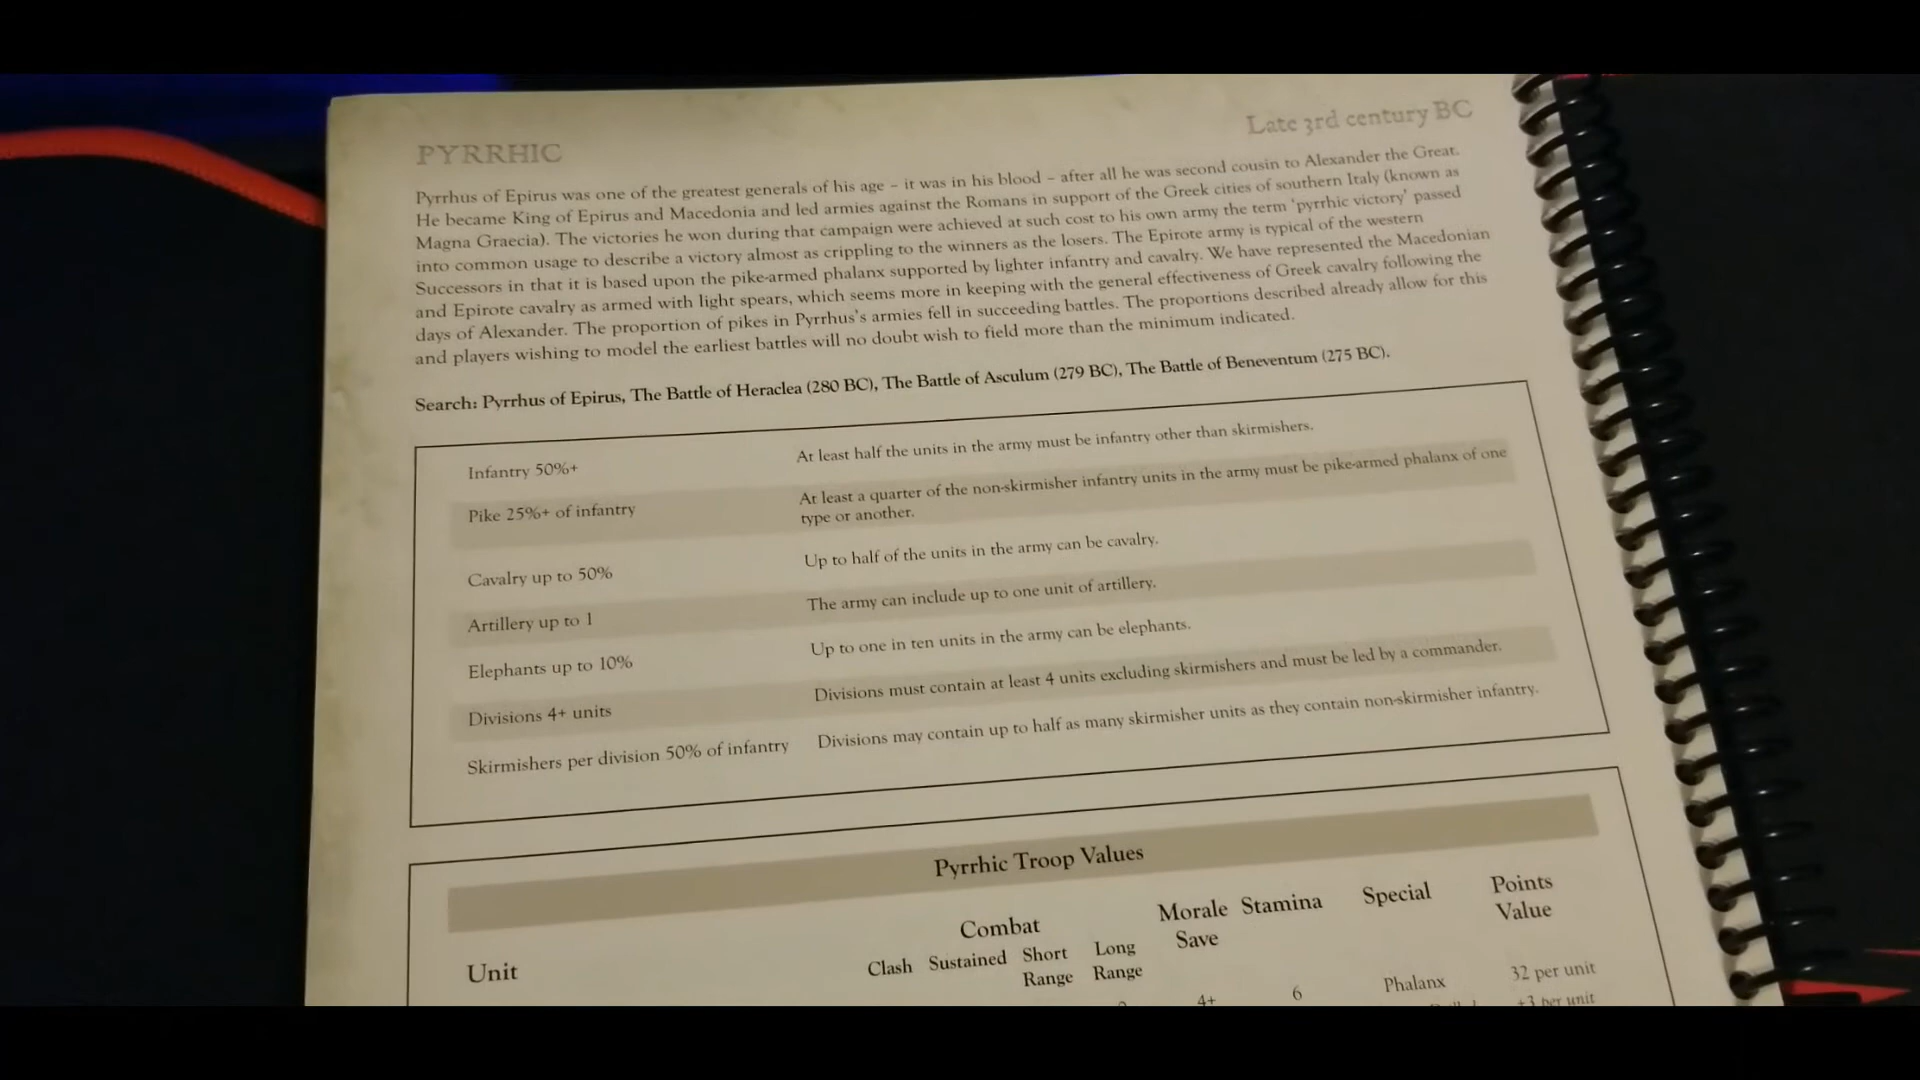 PYRRHIC
Late 3rd century BC
Pyrrhus of Epirus was one of the greatest generals of his age – it was in his blood – after all he was second cousin to Alexander the Great.
He became King of Epirus and Macedonia and led armies against the Romans in support of the Greek cities of southern Italy (known as
Magna Graecia). The victories he won during that campaign were achieved at such cost to his own army the term 'pyrrhic victory' passed
into common usage to describe a victory almost as crippling to the winners as the losers. The Epirote army is typical of the western
Successors in that it is based upon the pike-armed phalanx supported by lighter infantry and cavalry. We have represented the Macedonian
and Epirote cavalry as armed with light spears, which seems more in keeping with the general effectiveness of Greek cavalry following the
days of Alexander. The proportion of pikes in Pyrrhus's armies fell in succeeding battles. The proportions described already allow for this
and players wishing to model the earliest battles will no doubt wish to field more than the minimum indicated.
Search: Pyrrhus of Epirus, The Battle of Heraclea (280 BC), The Battle of Asculum (279 BC), The Battle of Beneventum (275 BC).
Infantry 50%+ At least half the units in the army must be infantry other than skirmishers.
Pike 25%+ of infantry At least a quarter of the non-skirmisher infantry units in the army must be pike-armed phalanx of one
type or another.
Cavalry up to 50% Up to half of the units in the army can be cavalry.
Artillery up to 1 The army can include up to one unit of artillery.
Elephants up to 10% Up to one in ten units in the army can be elephants.
Divisions 4+ units Divisions must contain at least 4 units excluding skirmishers and must be led by a commander.
Skirmishers per division 50% of infantry Divisions may contain up to half as many skirmisher units as they contain non-skirmisher infantry.
Pyrrhic Troop Values
Combat Morale Stamina Special Points
Save Value
Unit Clash Sustained Short Long
Range Range
4+ 6 Phalanx 32 per unit
+3 per unit